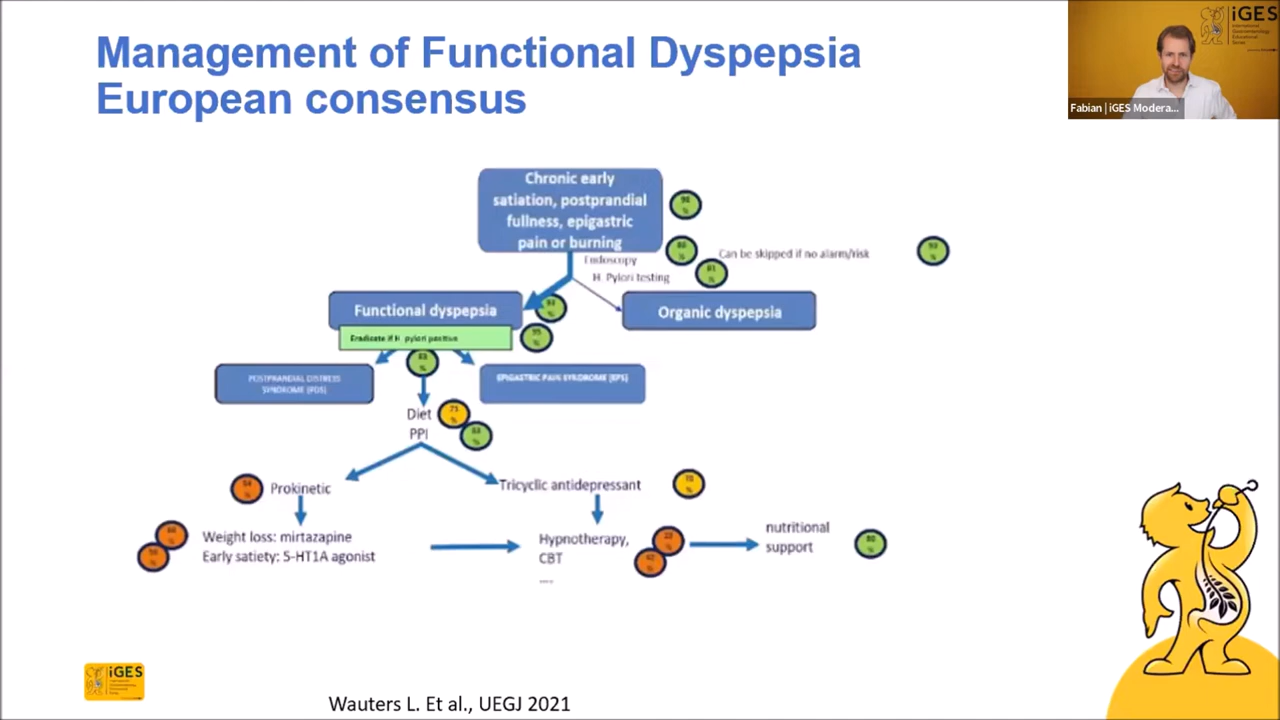 Management of Functional Dyspepsia
European consensus
iGES
Fabian | iGES Modera...
Chronic early
satiation, postprandial
fullness, epigastric
pain or burning
Endoscopy
H. Pylori testing
Can be skipped if no alarm/risk
Functional dyspepsia
Organic dyspepsia
Eradicate if H. pylori positive
POSTPRANDIAL DISTRESS
SYNDROME (PDS)
EPIGASTRIC PAIN SYNDROME (EPS)
Diet
PPI
Prokinetic
Tricyclic antidepressant
Weight loss: mirtazapine
Early satiety: 5-HT1A agonist
Hypnotherapy,
CBT
....
nutritional
support
iGES
Wauters L. Et al., UEGJ 2021